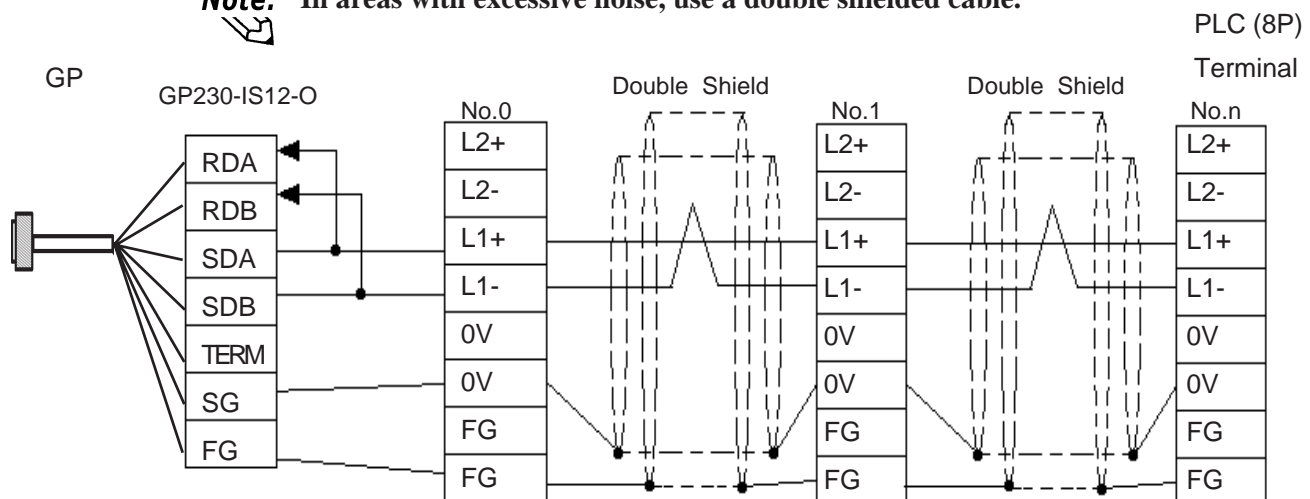 Note: In areas with excessive noise, use a double shielded cable.
PLC (8P)
Terminal
GP
GP230-IS12-O
RDA
RDB
SDA
SDB
TERM
SG
FG
No.0
L2+
L2-
L1+
L1-
0V
0V
FG
FG
Double Shield
No.1
L2+
L2-
L1+
L1-
0V
0V
FG
FG
Double Shield
No.n
L2+
L2-
L1+
L1-
0V
0V
FG
FG